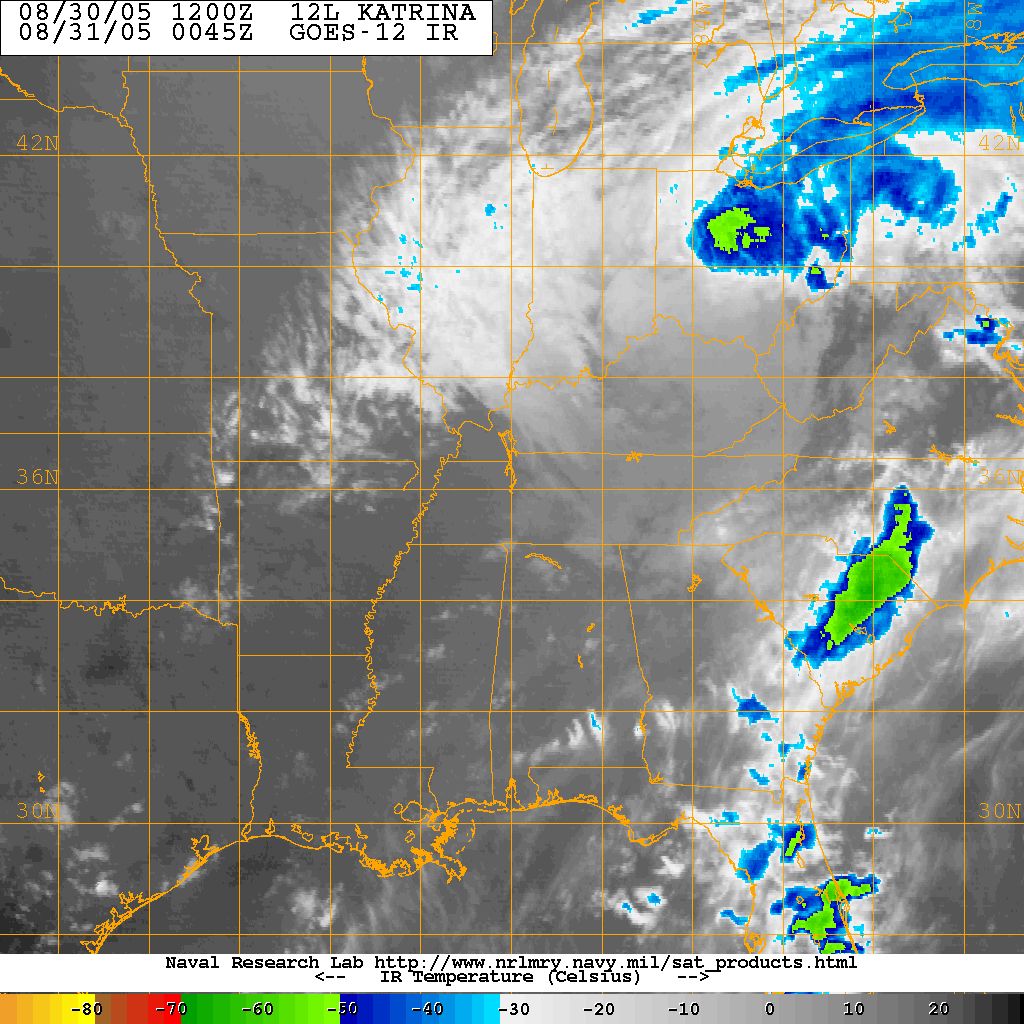 08/30/05 1200Z 12L KATRINA
08/31/05 0045Z GOES-12 IR
78W
42N 42N
36N 36N
30N 30N
Naval Research Lab http://www.nrlmry.navy.mil/sat_products.html
<-- IR Temperature (Celsius) -->
-80 -70 -60 -50 -40 -30 -20 -10 0 10 20